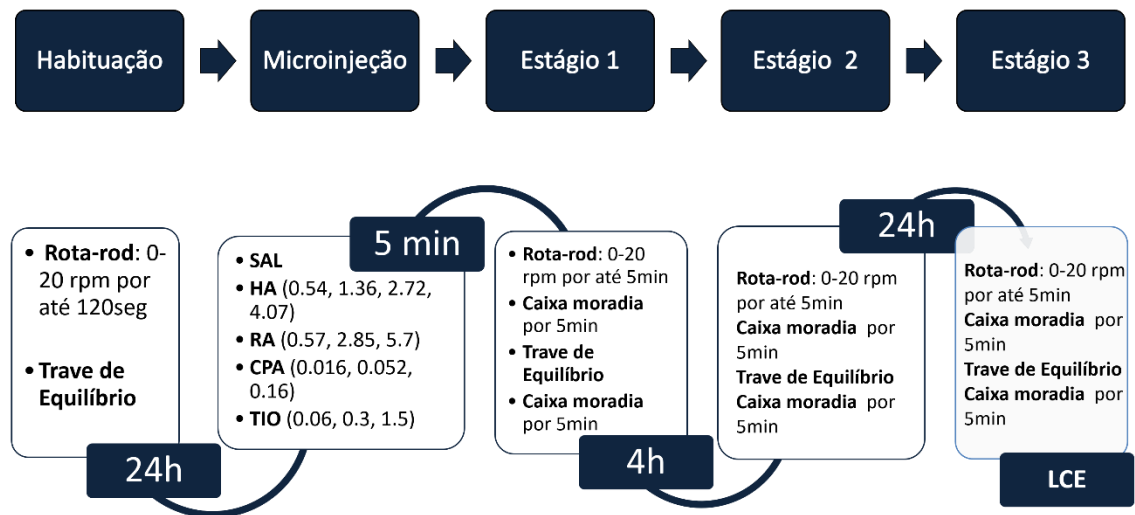 Habituação
Microinjeção
Estágio 1
Estágio 2
Estágio 3
• Rota-rod: 0-
20 rpm por
até 120seg
• Trave de
Equilíbrio
24h
• SAL
• HA (0.54, 1.36, 2.72,
4.07)
• RA (0.57, 2.85, 5.7)
• CPA (0.016, 0.052,
0.16)
• TIO (0.06, 0.3, 1.5)
5 min
• Rota-rod: 0-20
rpm por até 5min
• Caixa moradia
por 5min
• Trave de
Equilíbrio
• Caixa moradia
por 5min
4h
Rota-rod: 0-20 rpm
por até 5min
Caixa moradia por
5min
Trave de Equilíbrio
Caixa moradia por
5min
24h
Rota-rod: 0-20 rpm
por até 5min
Caixa moradia por
5min
Trave de Equilíbrio
Caixa moradia por
5min
LCE